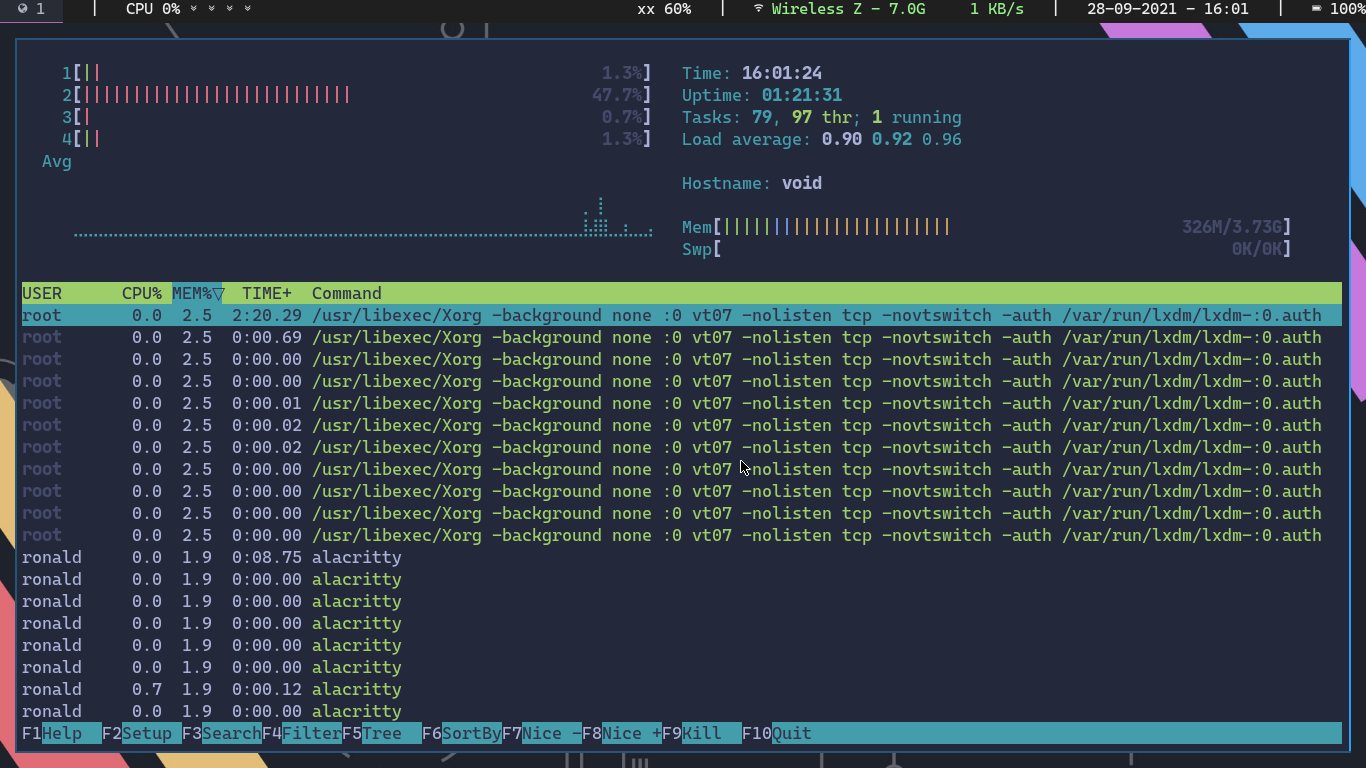 1 | CPU 0% xx 60% | Wireless Z - 7.0G 1 KB/s | 28-09-2021 - 16:01 | 100%
1[|| 1.3%] Time: 16:01:24
2[|||||||||||||||||||||||||| 47.7%] Uptime: 01:21:31
3[| 0.7%] Tasks: 79, 97 thr; 1 running
4[|| 1.3%] Load average: 0.90 0.92 0.96
Avg
Hostname: void
Mem[||||||||||||||||||||||| 326M/3.73G]
Swp[ 0K/0K]
USER CPU% MEM%▽ TIME+ Command
root 0.0 2.5 2:20.29 /usr/libexec/Xorg -background none :0 vt07 -nolisten tcp -novtswitch -auth /var/run/lxdm/lxdm-:0.auth
root 0.0 2.5 0:00.69 /usr/libexec/Xorg -background none :0 vt07 -nolisten tcp -novtswitch -auth /var/run/lxdm/lxdm-:0.auth
root 0.0 2.5 0:00.00 /usr/libexec/Xorg -background none :0 vt07 -nolisten tcp -novtswitch -auth /var/run/lxdm/lxdm-:0.auth
root 0.0 2.5 0:00.00 /usr/libexec/Xorg -background none :0 vt07 -nolisten tcp -novtswitch -auth /var/run/lxdm/lxdm-:0.auth
root 0.0 2.5 0:00.01 /usr/libexec/Xorg -background none :0 vt07 -nolisten tcp -novtswitch -auth /var/run/lxdm/lxdm-:0.auth
root 0.0 2.5 0:00.02 /usr/libexec/Xorg -background none :0 vt07 -nolisten tcp -novtswitch -auth /var/run/lxdm/lxdm-:0.auth
root 0.0 2.5 0:00.02 /usr/libexec/Xorg -background none :0 vt07 -nolisten tcp -novtswitch -auth /var/run/lxdm/lxdm-:0.auth
root 0.0 2.5 0:00.00 /usr/libexec/Xorg -background none :0 vt07 -nolisten tcp -novtswitch -auth /var/run/lxdm/lxdm-:0.auth
root 0.0 2.5 0:00.00 /usr/libexec/Xorg -background none :0 vt07 -nolisten tcp -novtswitch -auth /var/run/lxdm/lxdm-:0.auth
root 0.0 2.5 0:00.00 /usr/libexec/Xorg -background none :0 vt07 -nolisten tcp -novtswitch -auth /var/run/lxdm/lxdm-:0.auth
root 0.0 2.5 0:00.00 /usr/libexec/Xorg -background none :0 vt07 -nolisten tcp -novtswitch -auth /var/run/lxdm/lxdm-:0.auth
ronald 0.0 1.9 0:08.75 alacritty
ronald 0.0 1.9 0:00.00 alacritty
ronald 0.0 1.9 0:00.00 alacritty
ronald 0.0 1.9 0:00.00 alacritty
ronald 0.0 1.9 0:00.00 alacritty
ronald 0.0 1.9 0:00.00 alacritty
ronald 0.7 1.9 0:00.12 alacritty
ronald 0.0 1.9 0:00.00 alacritty
F1Help F2Setup F3SearchF4FilterF5Tree F6SortByF7Nice -F8Nice +F9Kill F10Quit